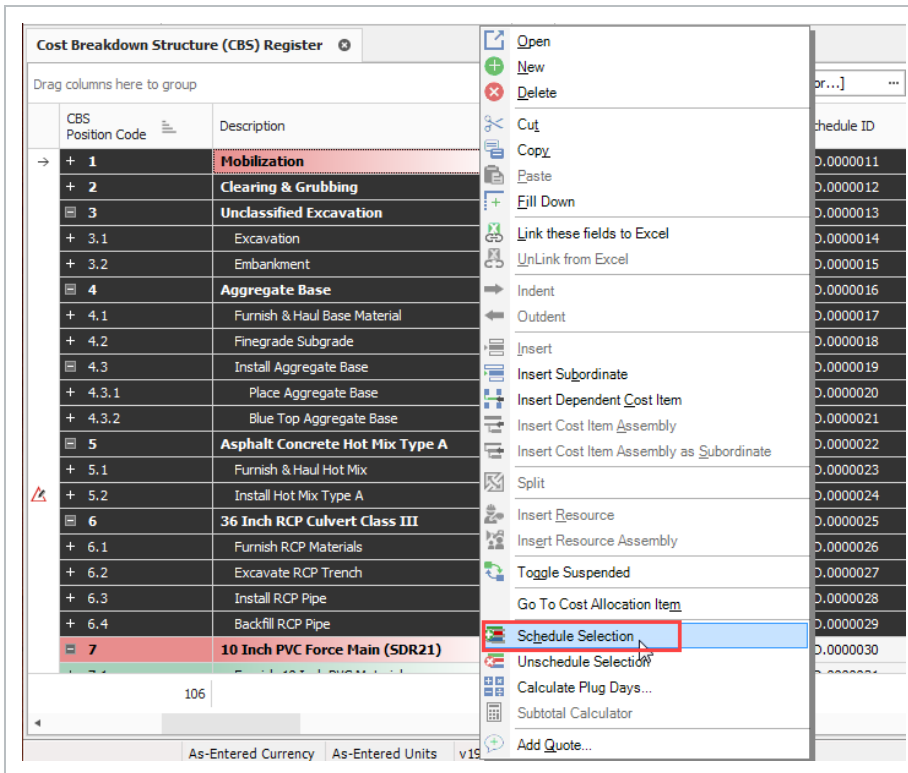 Cost Breakdown Structure (CBS) Register
Drag columns here to group
or...] ...
CBS
Position Code
Description
chedule ID
+ 1 Mobilization D.0000011
+ 2 Clearing & Grubbing D.0000012
3 Unclassified Excavation D.0000013
+ 3.1 Excavation D.0000014
+ 3.2 Embankment D.0000015
4 Aggregate Base D.0000016
+ 4.1 Furnish & Haul Base Material D.0000017
+ 4.2 Finegrade Subgrade D.0000018
4.3 Install Aggregate Base D.0000019
+ 4.3.1 Place Aggregate Base D.0000020
+ 4.3.2 Blue Top Aggregate Base D.0000021
5 Asphalt Concrete Hot Mix Type A D.0000022
+ 5.1 Furnish & Haul Hot Mix D.0000023
+ 5.2 Install Hot Mix Type A D.0000024
6 36 Inch RCP Culvert Class III D.0000025
+ 6.1 Furnish RCP Materials D.0000026
+ 6.2 Excavate RCP Trench D.0000027
+ 6.3 Install RCP Pipe D.0000028
+ 6.4 Backfill RCP Pipe D.0000029
7 10 Inch PVC Force Main (SDR21) D.0000030
106
As-Entered Currency As-Entered Units v19
Open
New
Delete
Cut
Copy
Paste
Fill Down
Link these fields to Excel
UnLink from Excel
Indent
Outdent
Insert
Insert Subordinate
Insert Dependent Cost Item
Insert Cost Item Assembly
Insert Cost Item Assembly as Subordinate
Split
Insert Resource
Insert Resource Assembly
Toggle Suspended
Go To Cost Allocation Item
Schedule Selection
Unschedule Selection
Calculate Plug Days...
Subtotal Calculator
Add Quote...